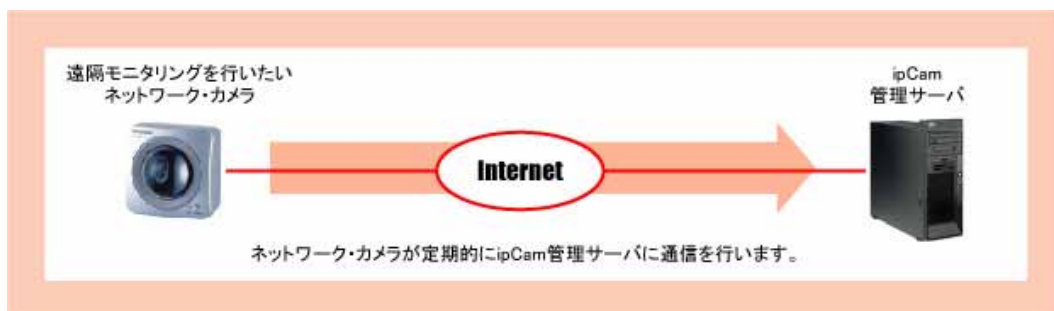 遠隔モニタリングを行いたい
ネットワーク・カメラ
ipCam
管理サーバ
Internet
ネットワーク・カメラが定期的にipCam管理サーバに通信を行います。